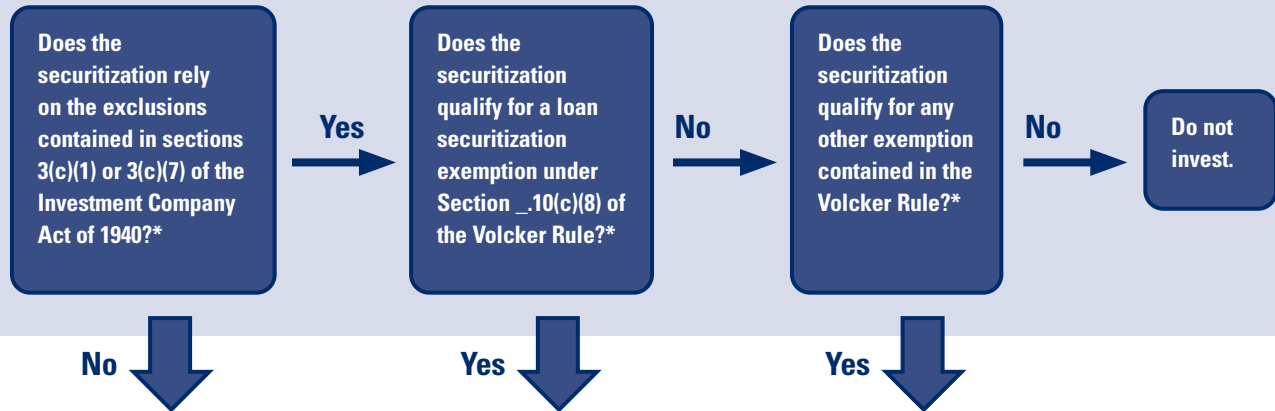 Does the
securitization rely
on the exclusions
contained in sections
3(c)(1) or 3(c)(7) of the
Investment Company
Act of 1940?*
Yes
Does the
securitization
qualify for a loan
securitization
exemption under
Section _.10(c)(8) of
the Volcker Rule?*
No
Does the
securitization
qualify for any
other exemption
contained in the
Volcker Rule?*
No
Do not
invest.
No
Yes
Yes